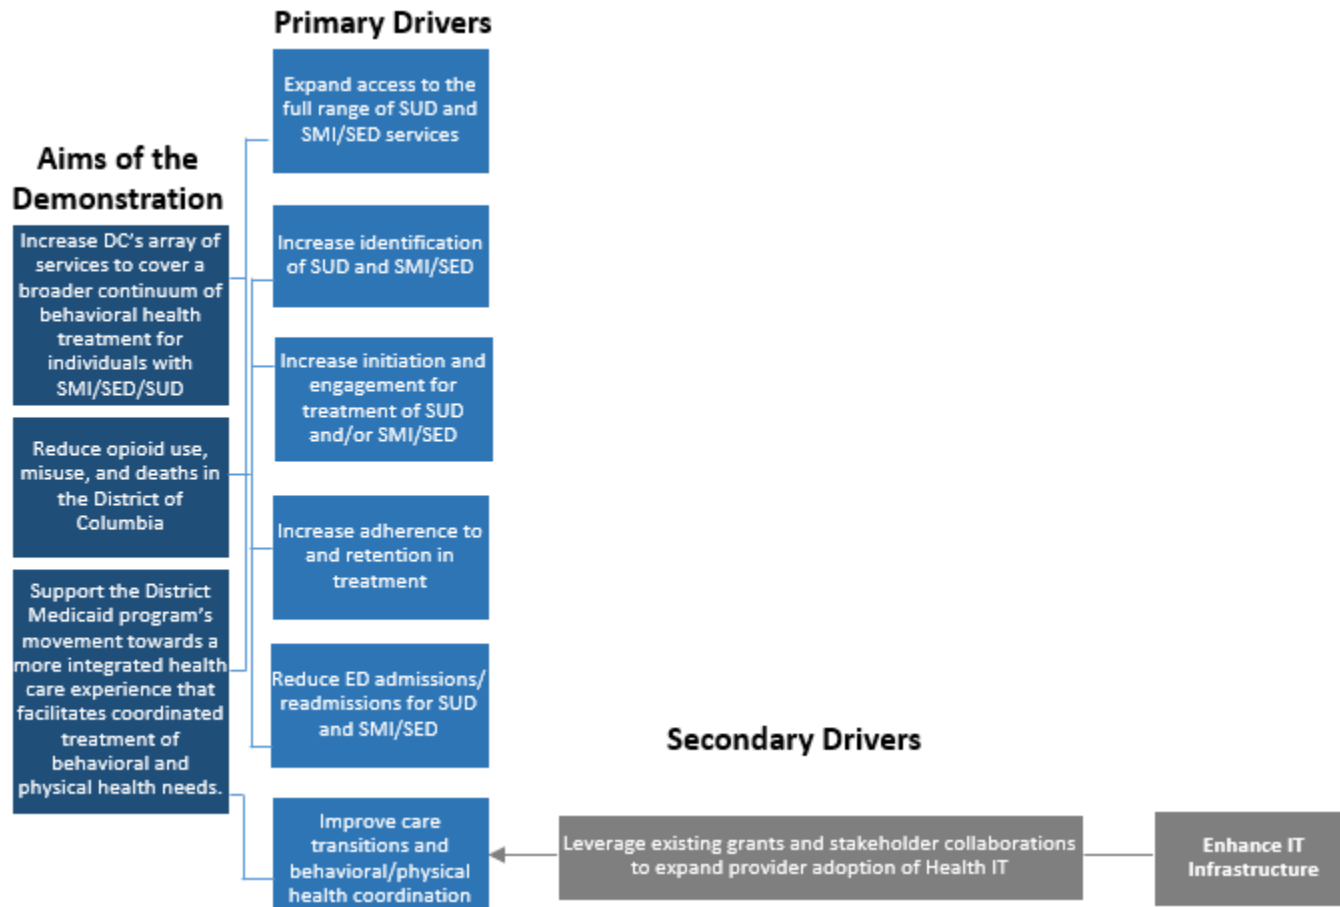 Primary Drivers
Expand access to the
full range of SUD and
SMI/SED services
Aims of the
Demonstration
Increase DC's array of
services to cover a
broader continuum of
behavioral health
treatment for
individuals with
SMI/SED/SUD
Increase identification
of SUD and SMI/SED
Increase initiation and
engagement for
treatment of SUD
and/or SMI/SED
Reduce opioid use,
misuse, and deaths in
the District of
Columbia
Increase adherence to
and retention in
treatment
Support the District
Medicaid program's
movement towards a
more integrated health
care experience that
facilitates coordinated
treatment of
behavioral and
physical health needs.
Reduce ED admissions/
readmissions for SUD
and SMI/SED
Secondary Drivers
Improve care
transitions and
behavioral/physical
health coordination
Leverage existing grants and stakeholder collaborations
to expand provider adoption of Health IT
Enhance IT
Infrastructure